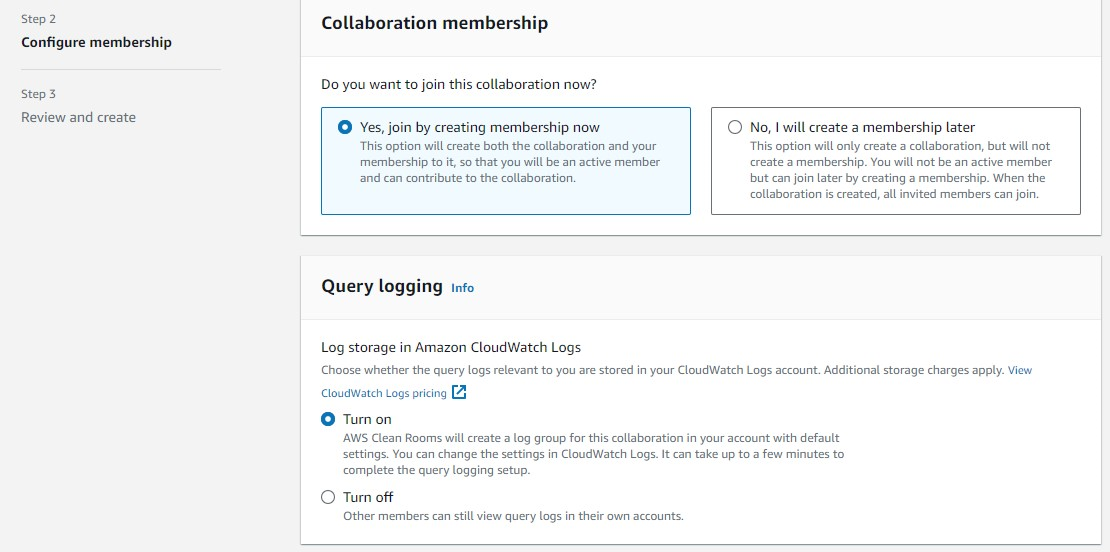 Step 2
Configure membership
Step 3
Review and create
Collaboration membership
Do you want to join this collaboration now?
Yes, join by creating membership now
This option will create both the collaboration and your
membership to it, so that you will be an active member
and can contribute to the collaboration.
No, I will create a membership later
This option will only create a collaboration, but will not
create a membership. You will not be an active member
but can join later by creating a membership. When the
collaboration is created, all invited members can join.
Query logging Info
Log storage in Amazon CloudWatch Logs
Choose whether the query logs relevant to you are stored in your CloudWatch Logs account. Additional storage charges apply. View
CloudWatch Logs pricing
Turn on
AWS Clean Rooms will create a log group for this collaboration in your account with default
settings. You can change the settings in CloudWatch Logs. It can take up to a few minutes to
complete the query logging setup.
Turn off
Other members can still view query logs in their own accounts.